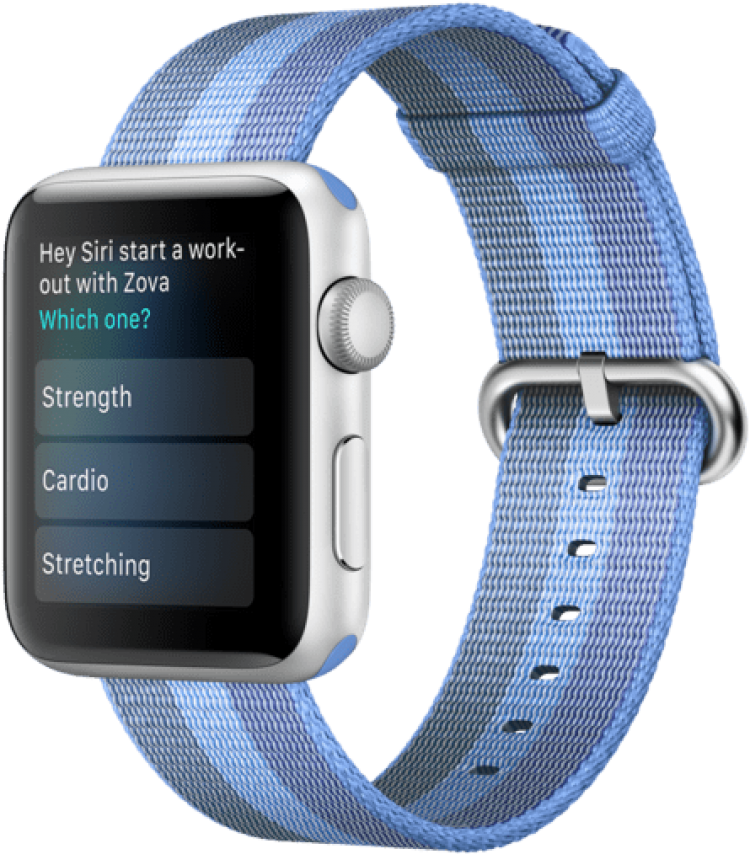 Hey Siri start a work-
out with Zova
Which one?
Strength
Cardio
Stretching